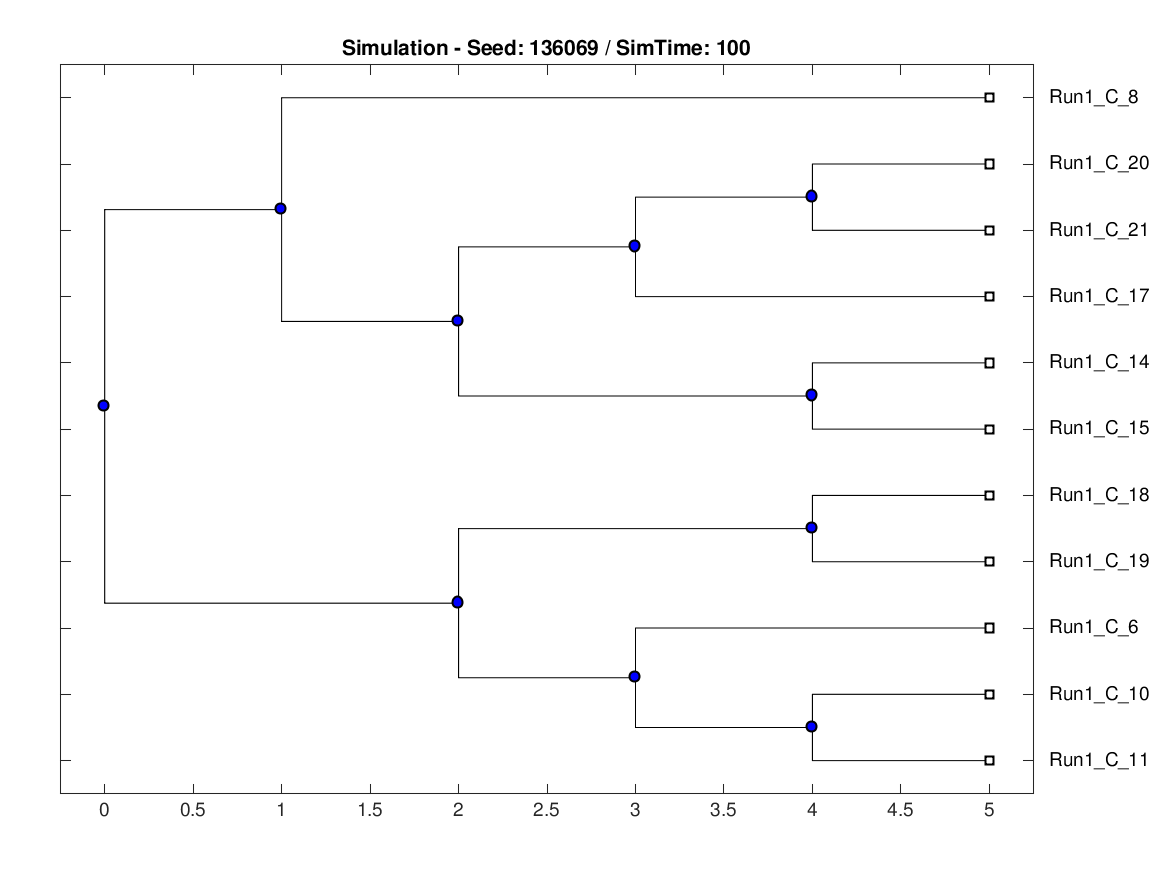 Simulation - Seed: 136069 / SimTime: 100
Run1_C_8
Run1_C_20
Run1_C_21
Run1_C_17
Run1_C_14
Run1_C_15
Run1_C_18
Run1_C_19
Run1_C_6
Run1_C_10
Run1_C_11
0 0.5 1 1.5 2 2.5 3 3.5 4 4.5 5